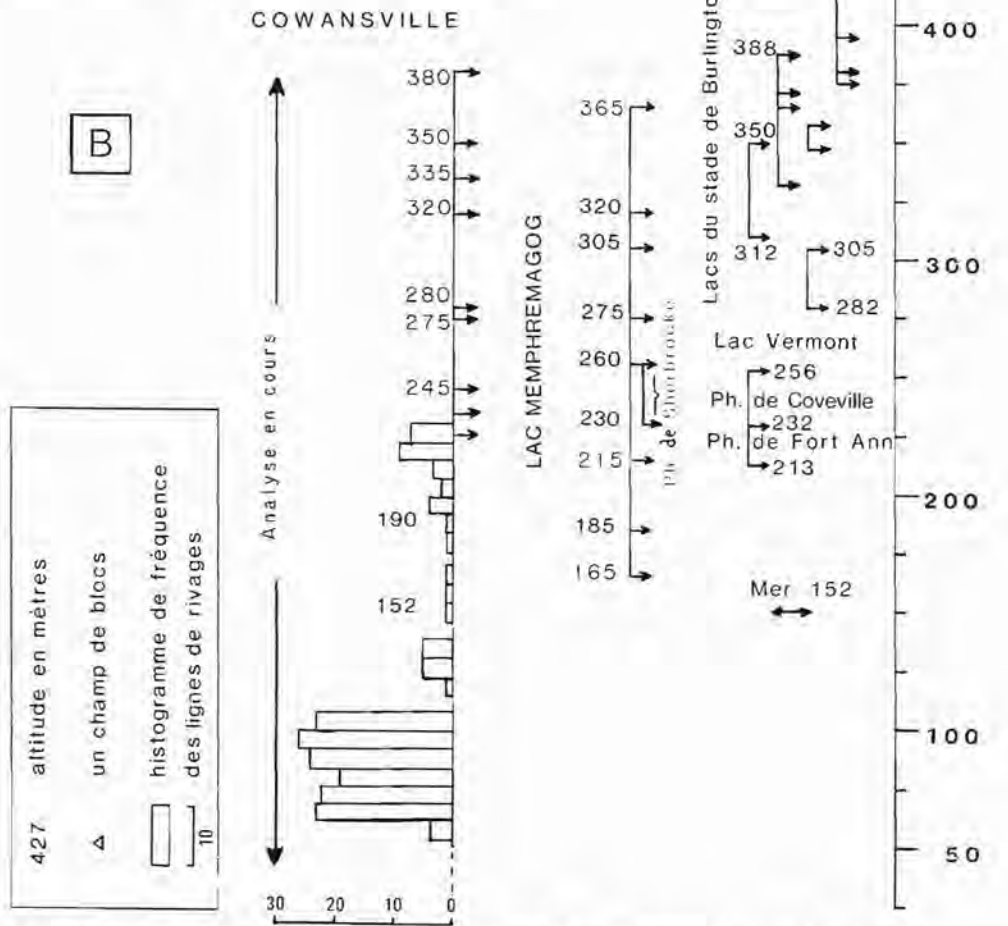 COWANSVILLE
B
380
350
335
320
280
275
245
190
152
Analyse en cours
30 20 10 0
427 altitude en mètres
Δ un champ de blocs
histogramme de fréquence
des lignes de rivages
10
LAC MEMPHREMAGOG
365
320
305
275
260
230
215
185
165
Ph. de Sherbrooke
Lacs du stade de
388
350
312
305
282
Lac Vermont
256
Ph. de Coveville
232
Ph. de Fort Ann
213
Mer 152
400
300
200
100
50